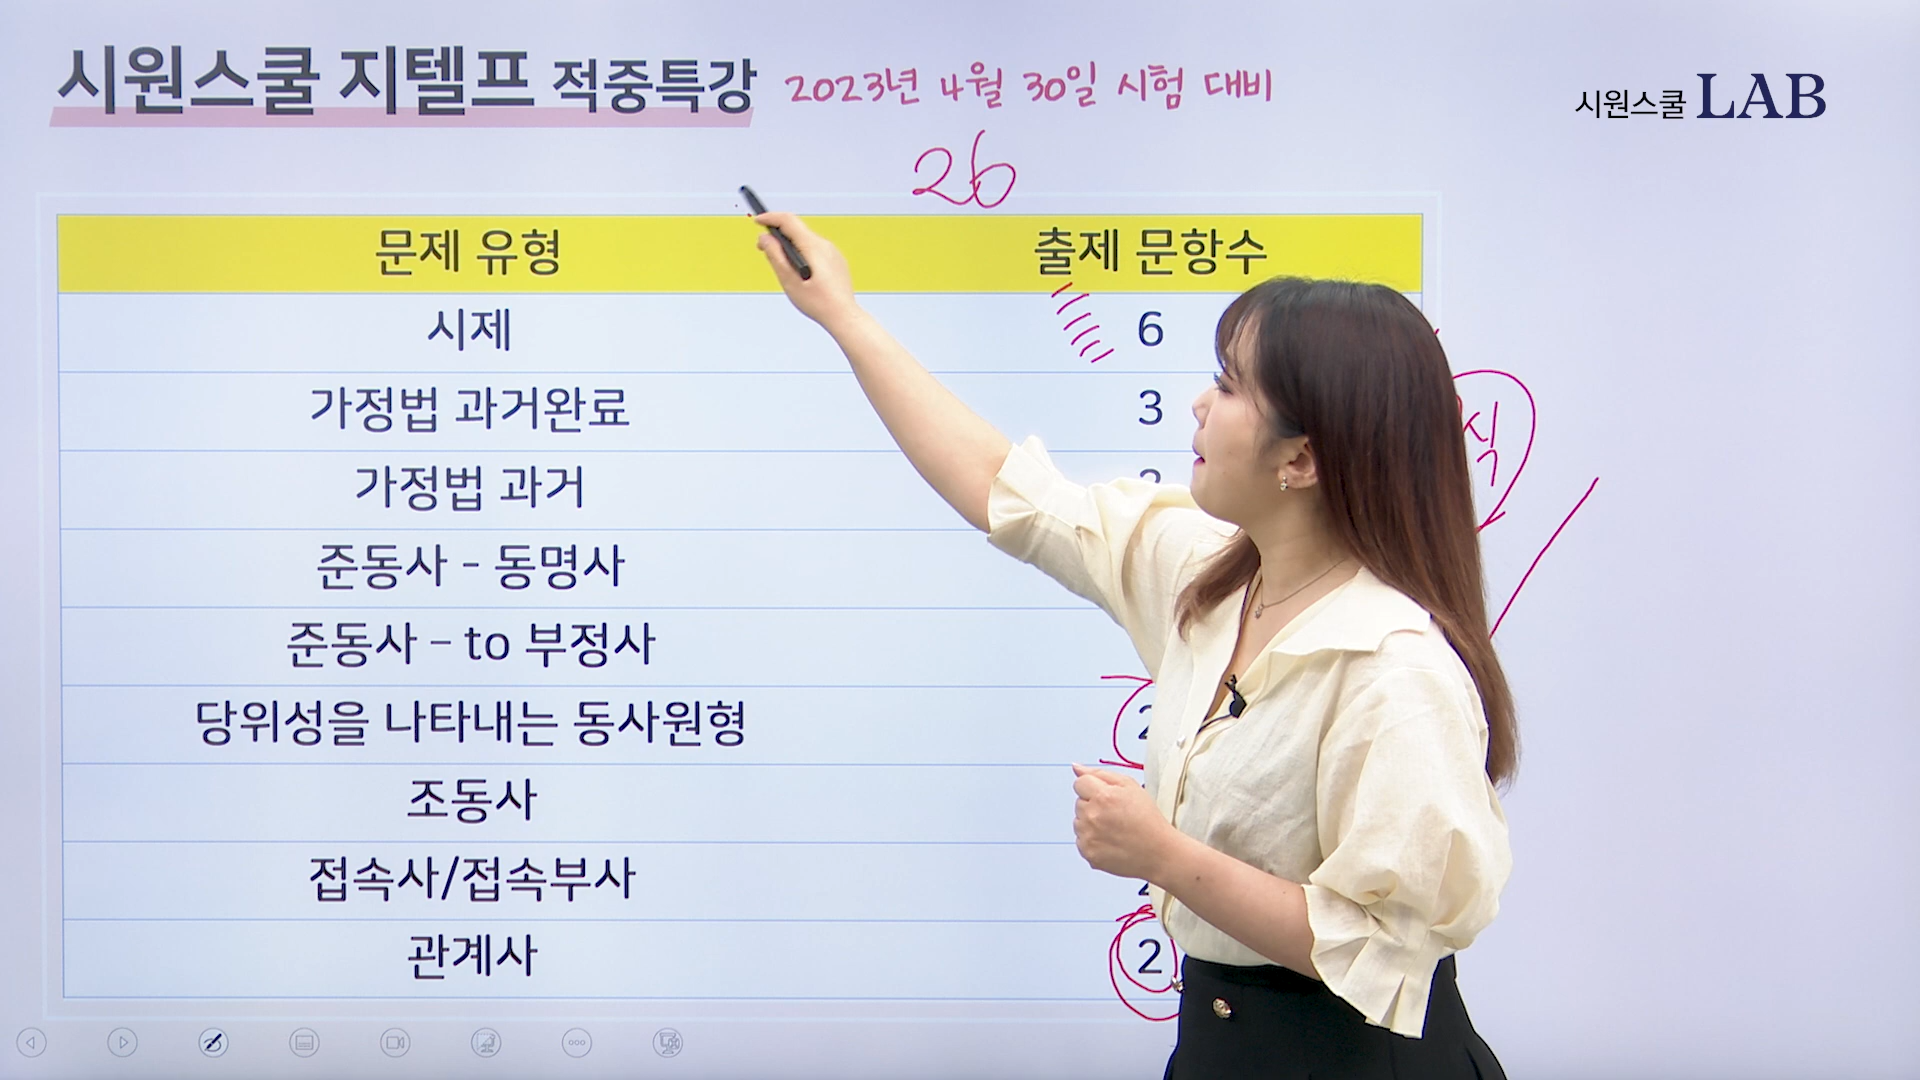 시원스쿨 지텔프 적중특강 2023년 4월 30일 시험 대비
시원스쿨 LAB
26
문제 유형 출제 문항수
시제 6
가정법 과거완료 3
가정법 과거
준동사 - 동명사
준동사 – to 부정사
당위성을 나타내는 동사원형
조동사
접속사/접속부사
관계사 2
식